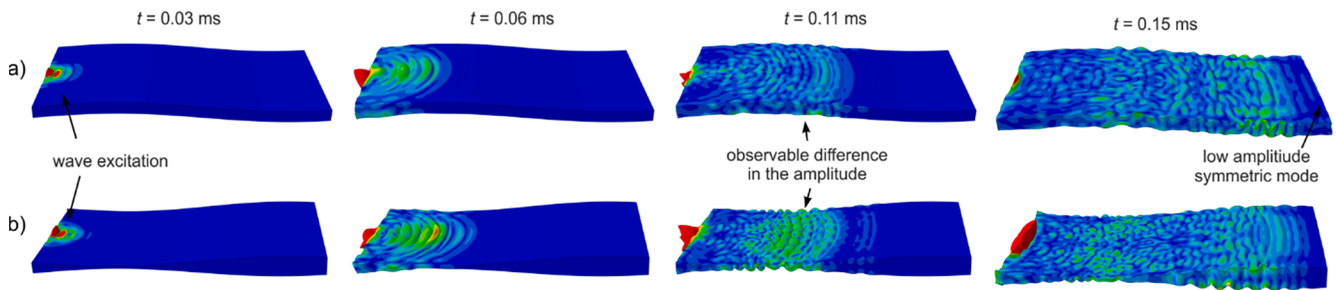 t = 0.03 ms
t = 0.06 ms
t = 0.11 ms
t = 0.15 ms
a)
wave excitation
observable difference
in the amplitude
low amplitiude
symmetric mode
b)